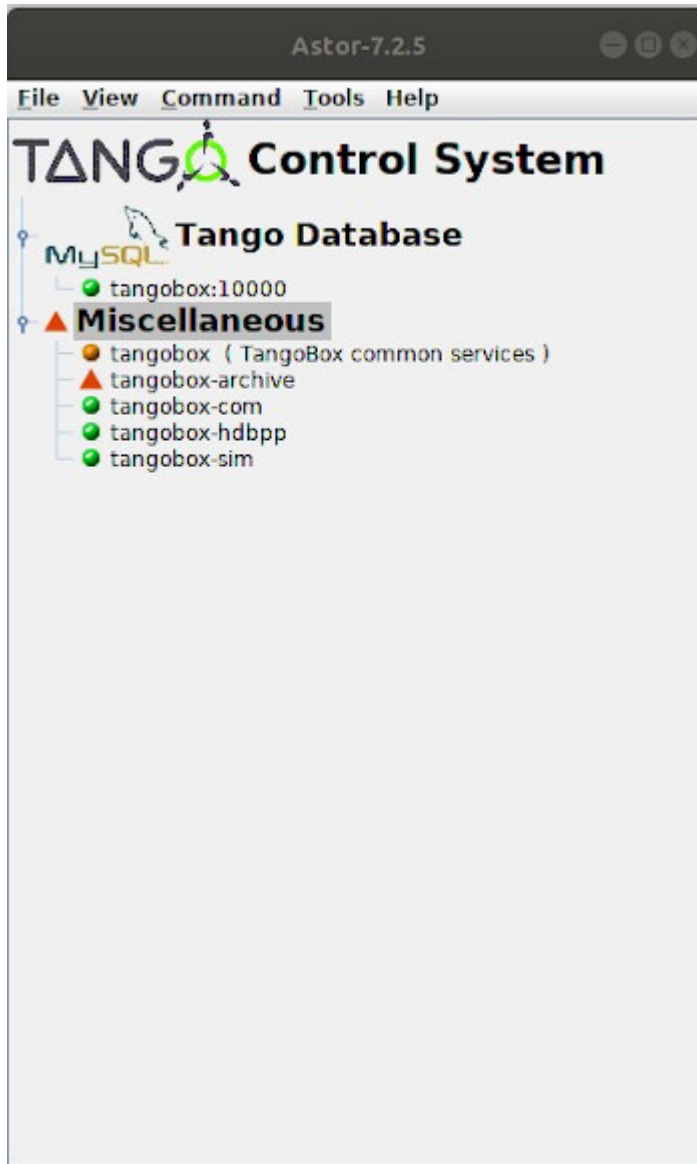 Astor-7.2.5
File View Command Tools Help
TANGO Control System
MySQL Tango Database
tangobox:10000
Miscellaneous
tangobox ( TangoBox common services )
tangobox-archive
tangobox-com
tangobox-hdbpp
tangobox-sim